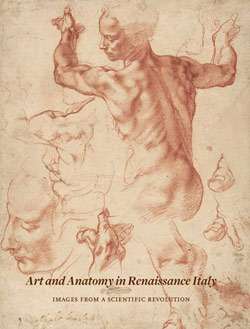 Art and Anatomy in Renaissance Italy
IMAGES FROM A SCIENTIFIC REVOLUTION